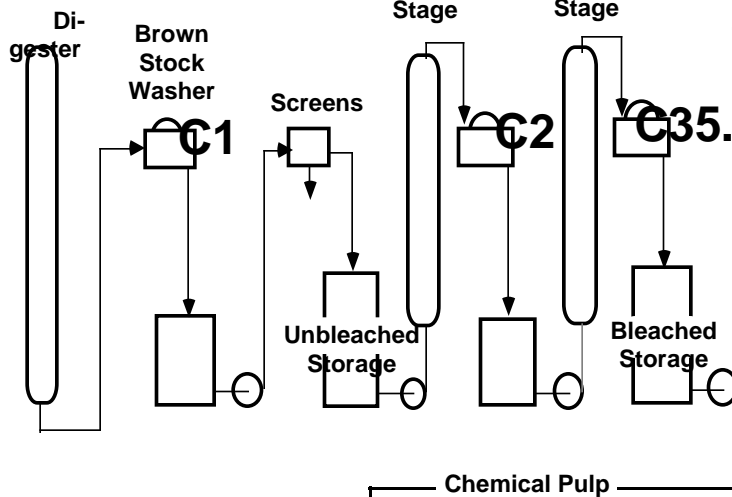 Di-
gester
Brown
Stock
Washer
C1
Screens
Stage
C2
Stage
C35.
Unbleached
Storage
Bleached
Storage
Chemical Pulp